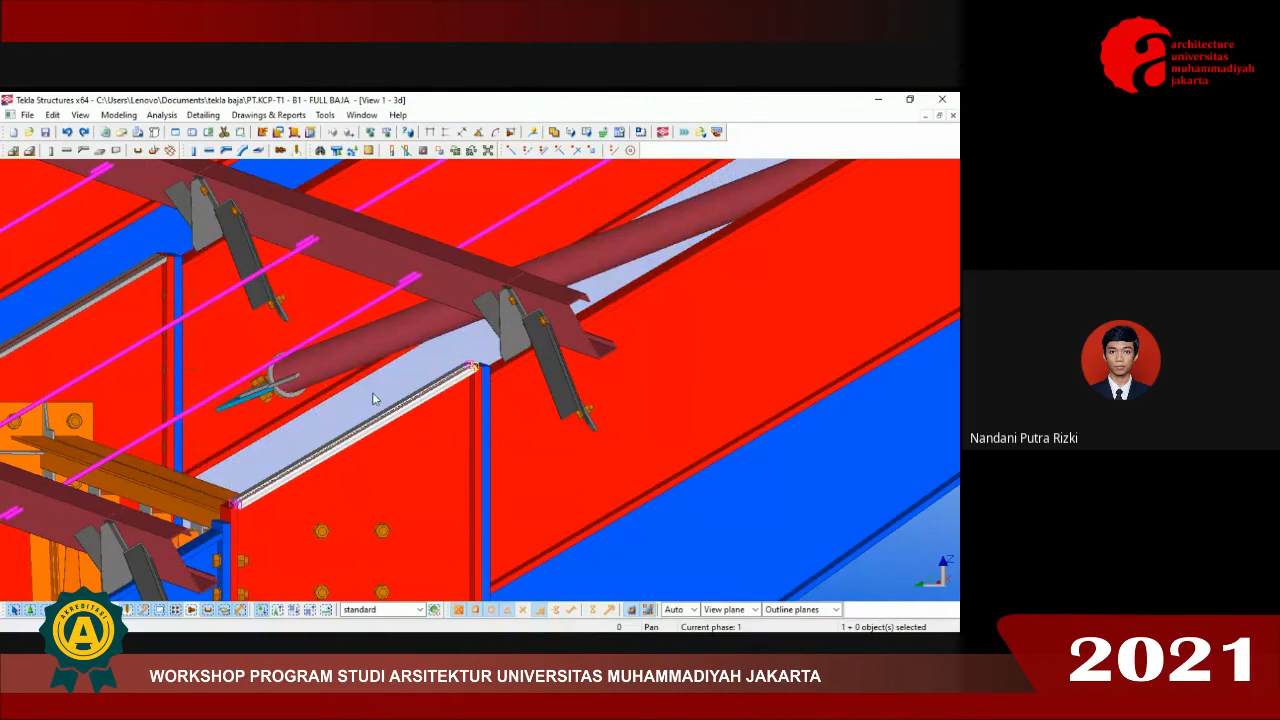 architecture
universitas
muhammadiyah
jakarta
Tekla Structures x64 - C:\Users\Lenovo\Documents\tekla baja\PT.KCP-T1 - B1 - FULL BAJA - [View 1 - 3d]
File Edit View Modeling Analysis Detailing Drawings & Reports Tools Window Help
Nandani Putra Rizki
Z
standard Auto View plane Outline planes
0 Pan Current phase: 1 1 + 0 object(s) selected
AKREDITASI
A
WORKSHOP PROGRAM STUDI ARSITEKTUR UNIVERSITAS MUHAMMADIYAH JAKARTA
2021